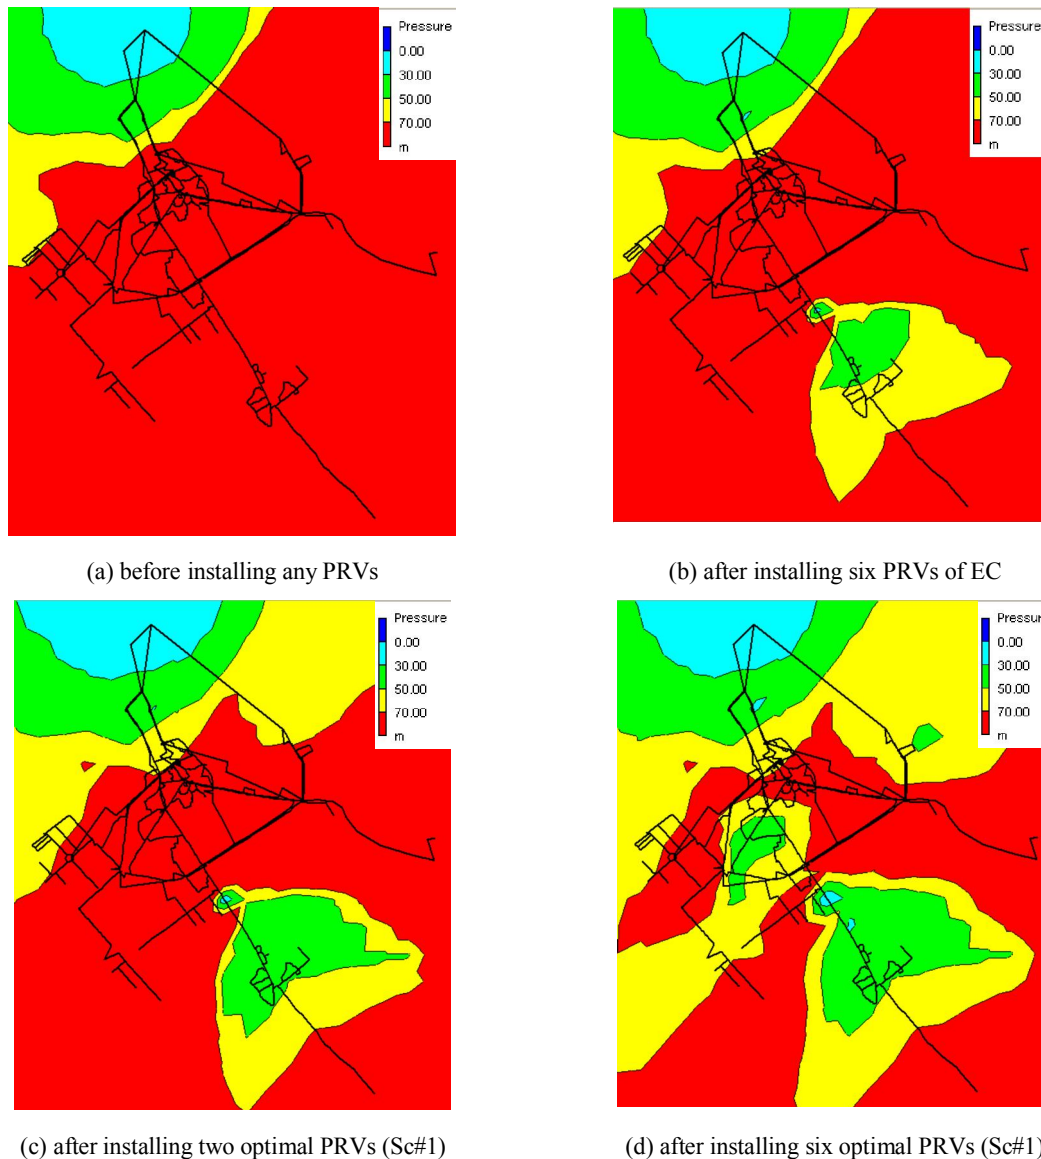 Pressure
0.00
30.00
50.00
70.00
m
Pressure
0.00
30.00
50.00
70.00
m
(a) before installing any PRVs
(b) after installing six PRVs of EC
Pressure
0.00
30.00
50.00
70.00
m
Pressure
0.00
30.00
50.00
70.00
m
(c) after installing two optimal PRVs (Sc#1)
(d) after installing six optimal PRVs (Sc#1)